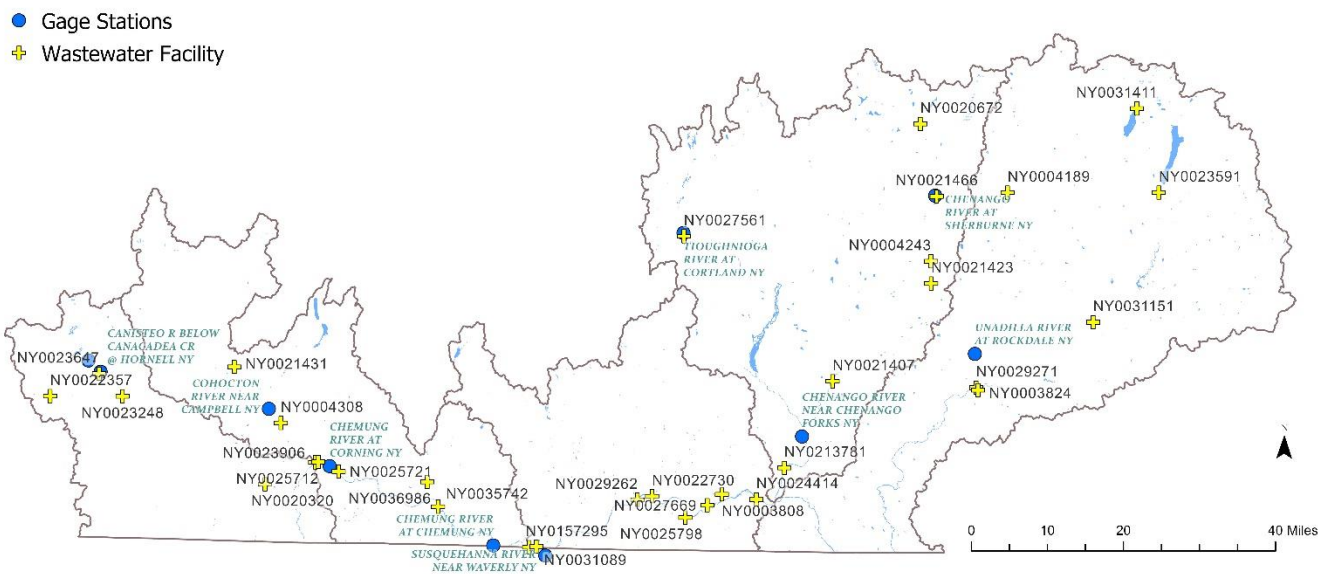 Gage Stations
Wastewater Facility
NY0031411
NY0020672
NY0021466
NY0004189
NY0023591
CHENANGO
RIVER AT
SHERBURNE NY
NY0027561
TIOUGHNIOGA
RIVER AT
CORTLAND NY
NY0004243
NY0021423
NY0031151
UNADILLA RIVER
AT ROCKDALE NY
CANISTEO R BELOW
CANACADEA CR
@ HORNELL NY
NY0023647
NY0022357
NY0023248
NY0021431
COHOCTON
RIVER NEAR
CAMPBELL NY
NY0004308
NY0029271
NY0003824
NY0021407
CHENANGO RIVER
NEAR CHENANGO
FORKS NY
CHEMUNG
RIVER AT
CORNING NY
NY0023906
NY0025721
NY0025712
NY0020320
NY0036986
NY0035742
NY0213781
NY0029262
NY0022730
NY0024414
NY0027669
NY0003808
NY0025798
CHEMUNG RIVER
AT CHEMUNG NY
NY0157295
SUSQUEHANNA RIVER
NEAR WAVERLY NY
NY0031089
0 10 20 40 Miles